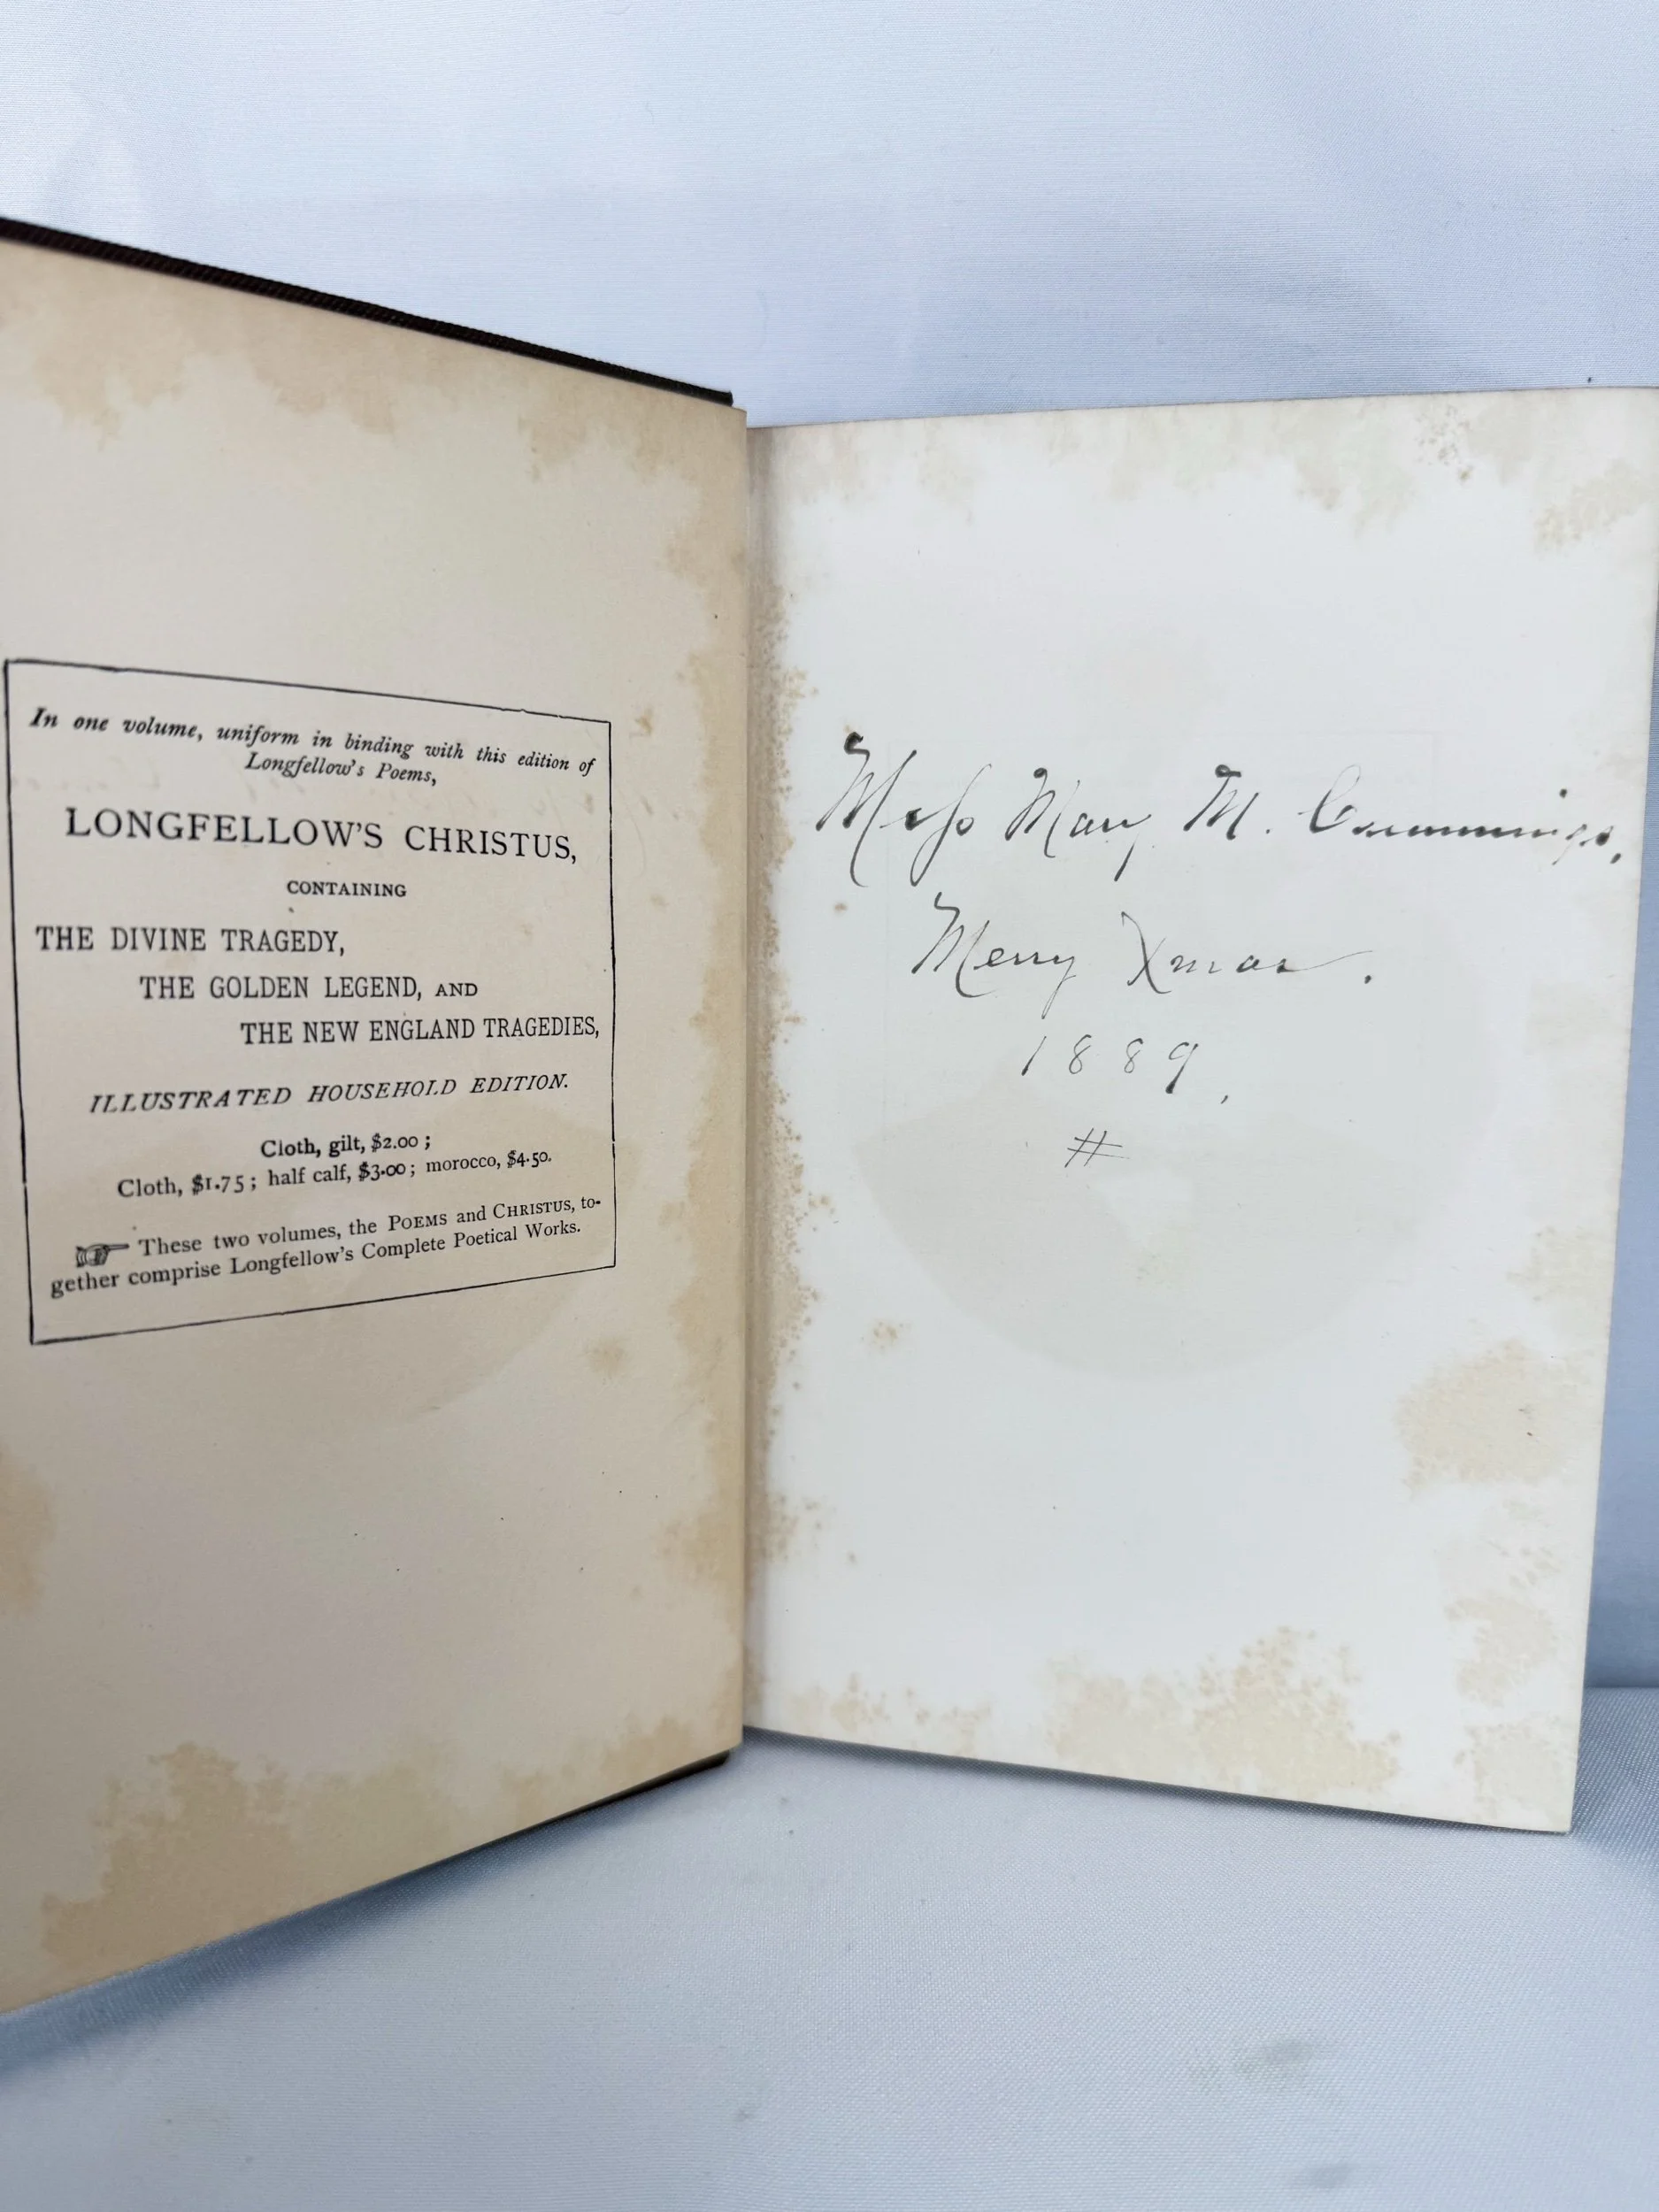 In one volume, uniform in binding with this edition of
Longfellow's Poems,
LONGFELLOW'S CHRISTUS,
CONTAINING
THE DIVINE TRAGEDY,
THE GOLDEN LEGEND, AND
THE NEW ENGLAND TRAGEDIES,
ILLUSTRATED HOUSEHOLD EDITION.
Cloth, gilt, $2.00;
Cloth, $1.75; half calf, $3.00; morocco, $4.50.
☞ These two volumes, the POEMS and CHRISTUS, to-
gether comprise Longfellow's Complete Poetical Works.
Miss Mary M. Cummings,
Merry Xmas.
1889,
#